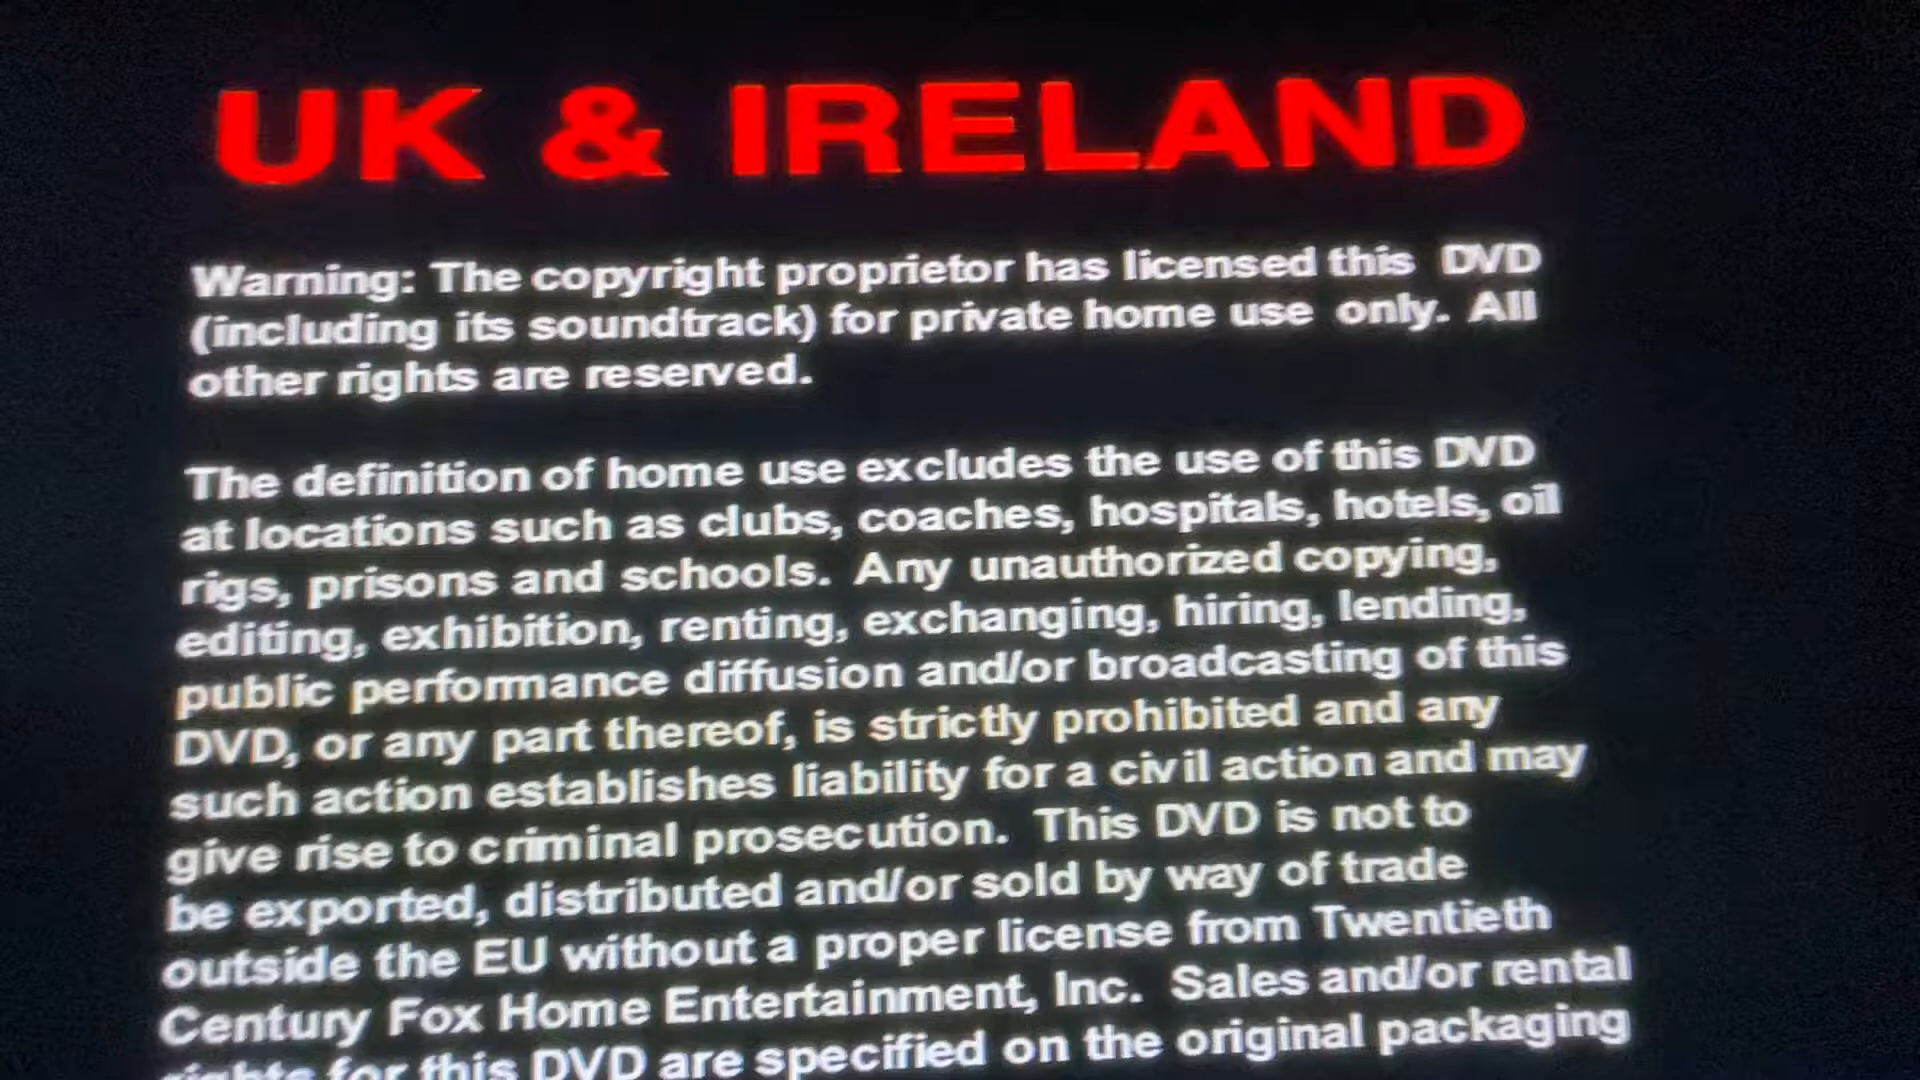 UK & IRELAND
Warning: The copyright proprietor has licensed this DVD
(including its soundtrack) for private home use only. All
other rights are reserved.
The definition of home use excludes the use of this DVD
at locations such as clubs, coaches, hospitals, hotels, oil
rigs, prisons and schools. Any unauthorized copying,
editing, exhibition, renting, exchanging, hiring, lending,
public performance diffusion and/or broadcasting of this
DVD, or any part thereof, is strictly prohibited and any
such action establishes liability for a civil action and may
give rise to criminal prosecution. This DVD is not to
be exported, distributed and/or sold by way of trade
outside the EU without a proper license from Twentieth
Century Fox Home Entertainment, Inc. Sales and/or rental
rights for this DVD are specified on the original packaging